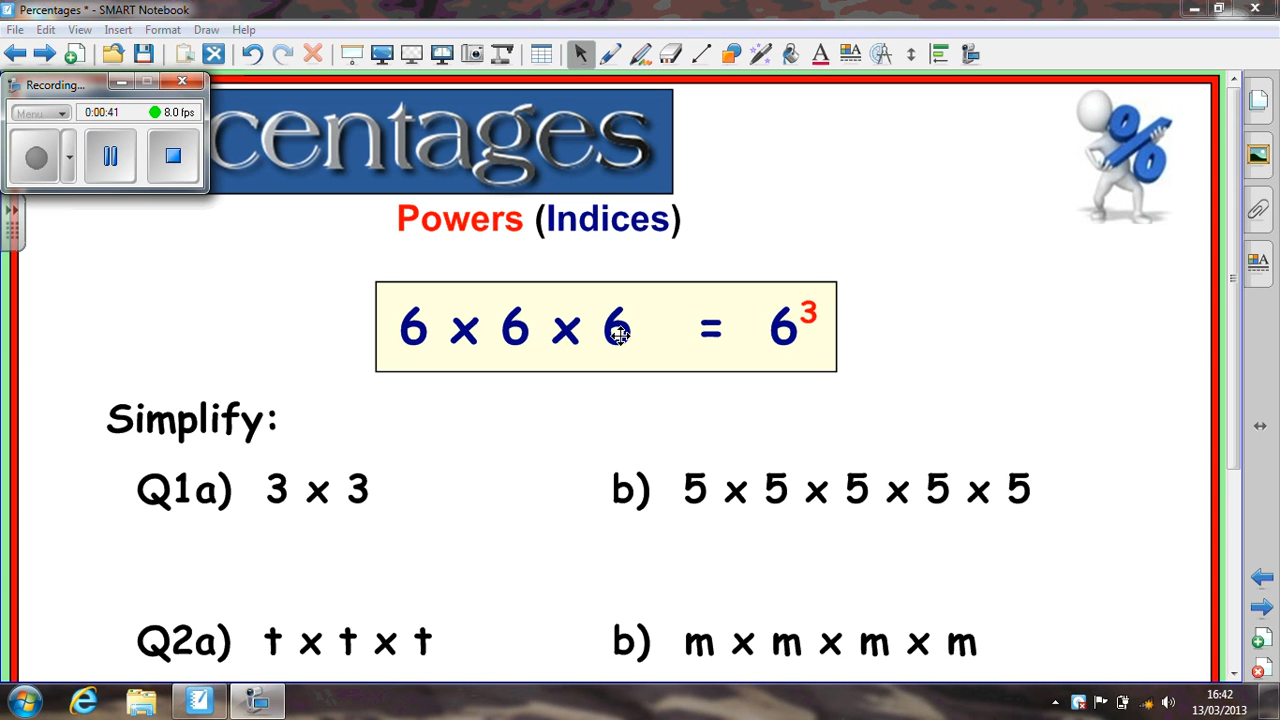 Percentages * - SMART Notebook
File Edit View Insert Format Draw Help
Recording...
Menu 0:00:41 8.0 fps
centages
%
Powers (Indices)
6 x 6 x 6 = 6³
Simplify:
Q1a) 3 x 3 b) 5 x 5 x 5 x 5 x 5
Q2a) t x t x t b) m x m x m x m
16:42
13/03/2013